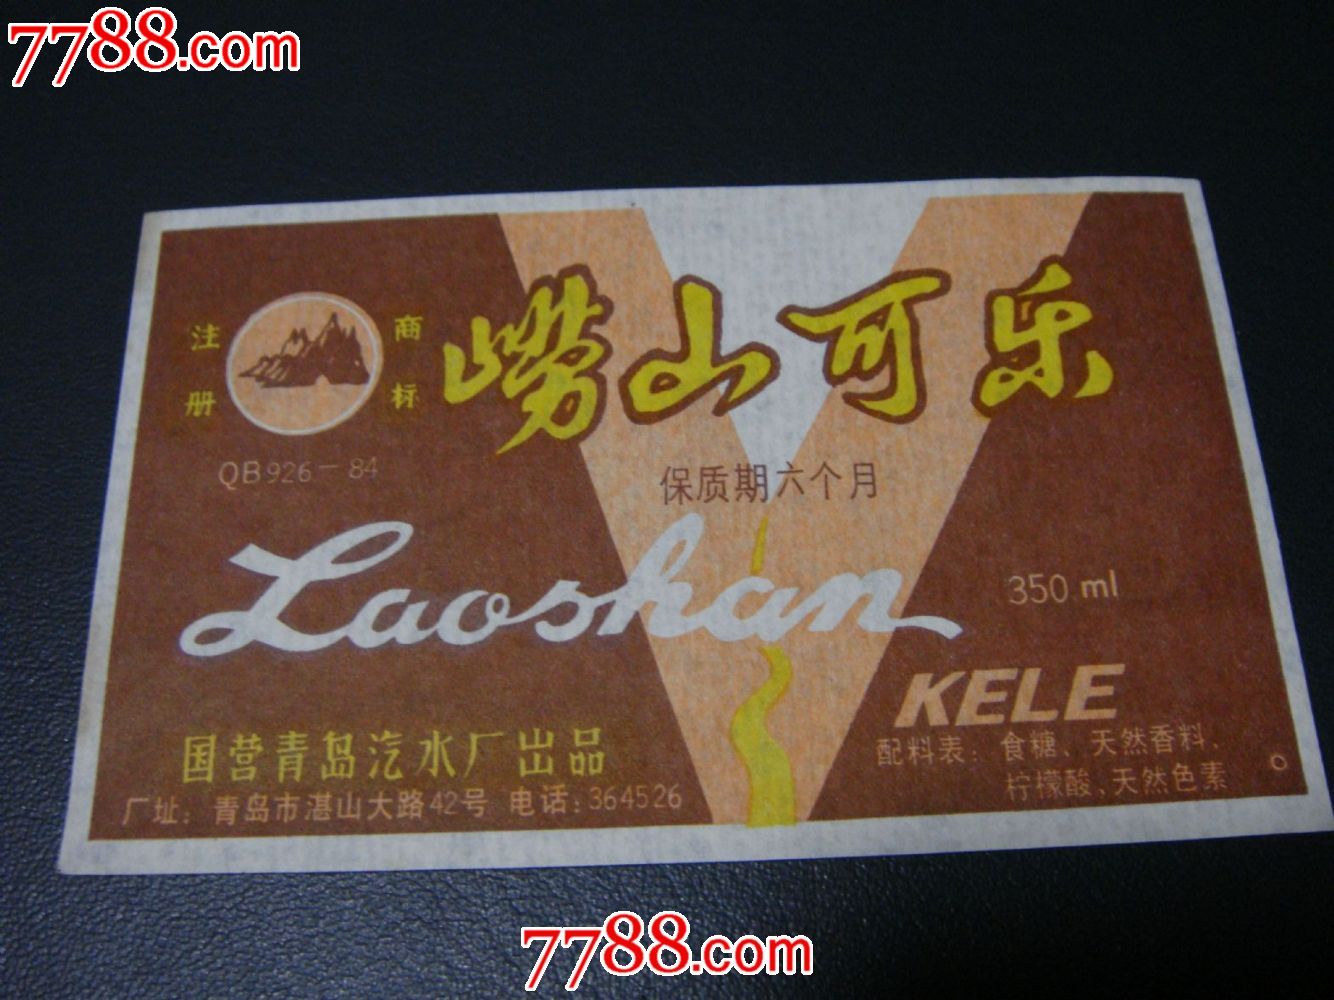 7788.com
崂山可乐
注册
商标
QB926-84
保质期六个月
Laoshan
350 ml
KELE
国营青岛汽水厂出品
配料表：食糖、天然香料、
柠檬酸、天然色素
厂址：青岛市湛山大路42号 电话：364526
7788.com